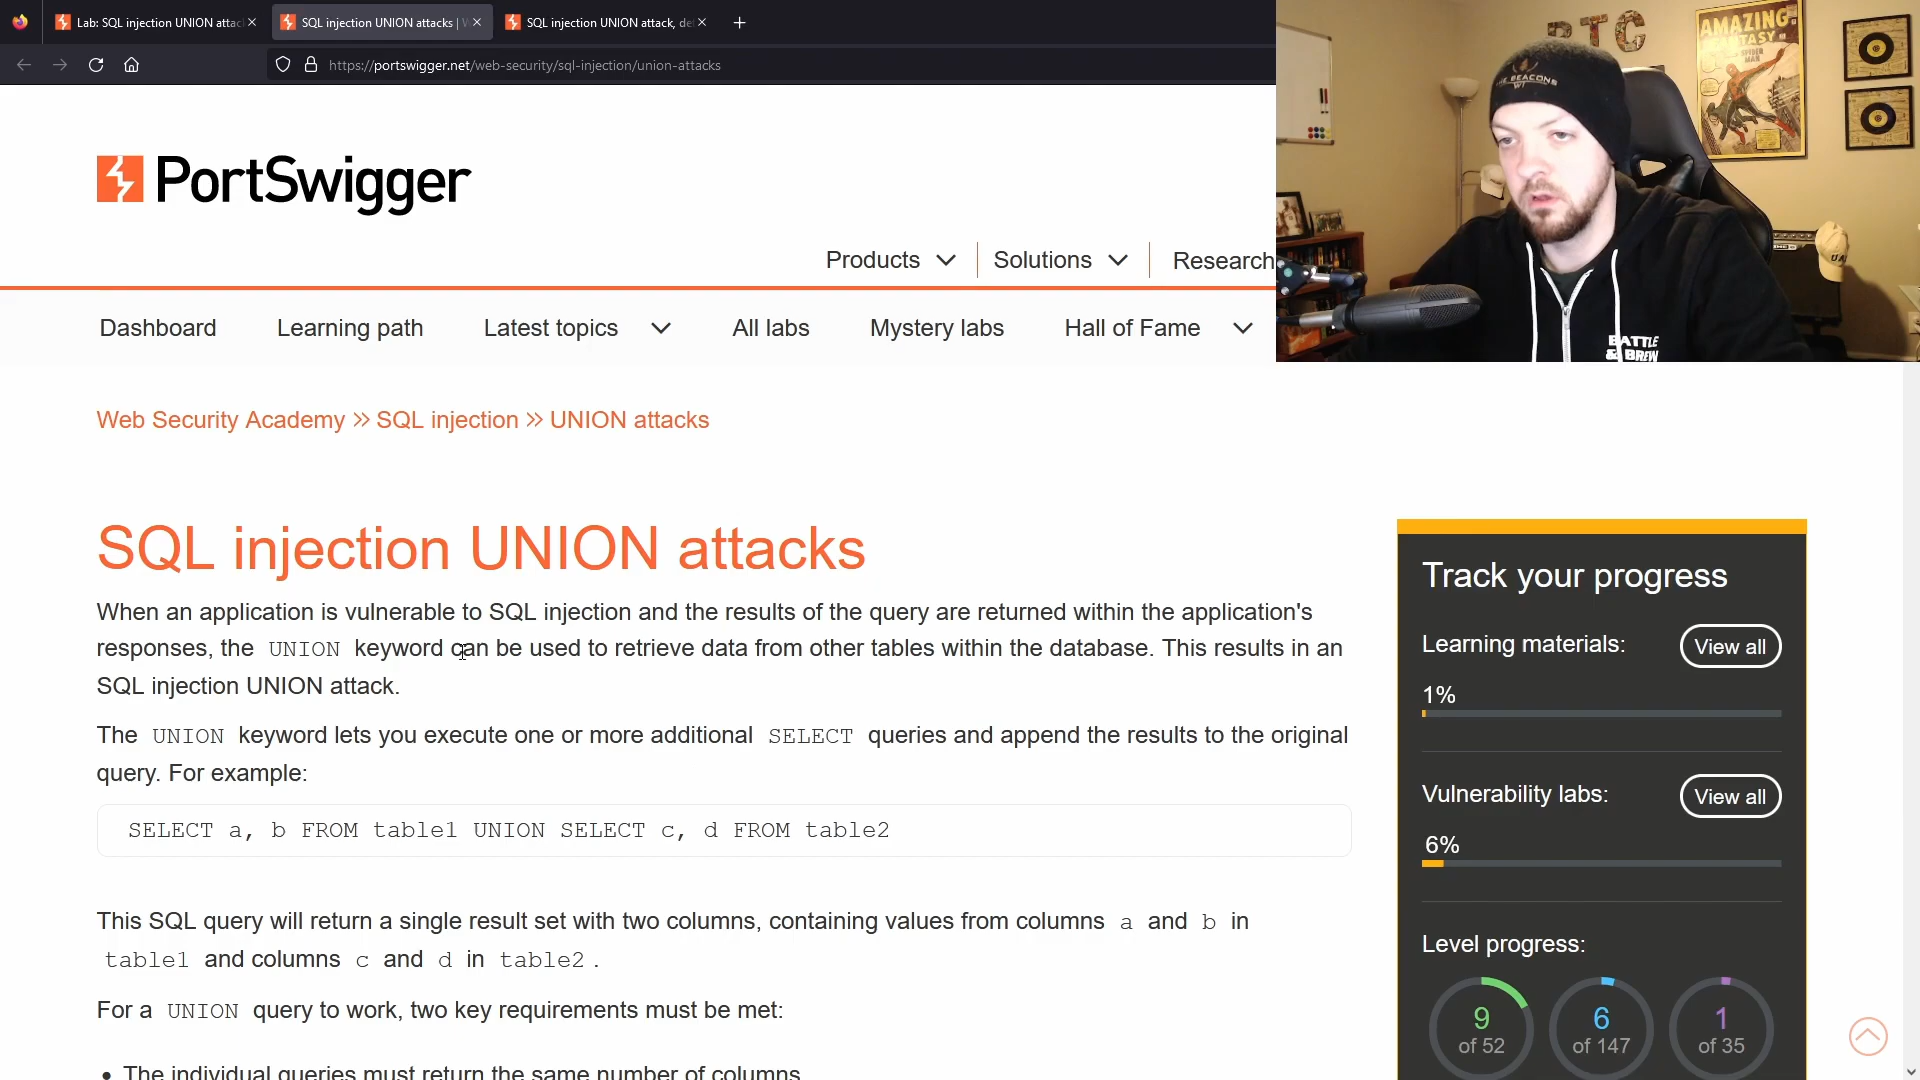 Lab: SQL injection UNION attac
SQL injection UNION attacks | W
SQL injection UNION attack, de
https://portswigger.net/web-security/sql-injection/union-attacks
PortSwigger
Products
Solutions
Research
Dashboard
Learning path
Latest topics
All labs
Mystery labs
Hall of Fame
AMAZING
FANTASY
BATTLE
& BREW
Web Security Academy » SQL injection » UNION attacks
SQL injection UNION attacks
When an application is vulnerable to SQL injection and the results of the query are returned within the application's
responses, the UNION keyword can be used to retrieve data from other tables within the database. This results in an
SQL injection UNION attack.
The UNION keyword lets you execute one or more additional SELECT queries and append the results to the original
query. For example:
SELECT a, b FROM table1 UNION SELECT c, d FROM table2
This SQL query will return a single result set with two columns, containing values from columns a and b in
table1 and columns c and d in table2 .
For a UNION query to work, two key requirements must be met:
• The individual queries must return the same number of columns
Track your progress
Learning materials:
View all
1%
Vulnerability labs:
View all
6%
Level progress:
9
of 52
6
of 147
1
of 35